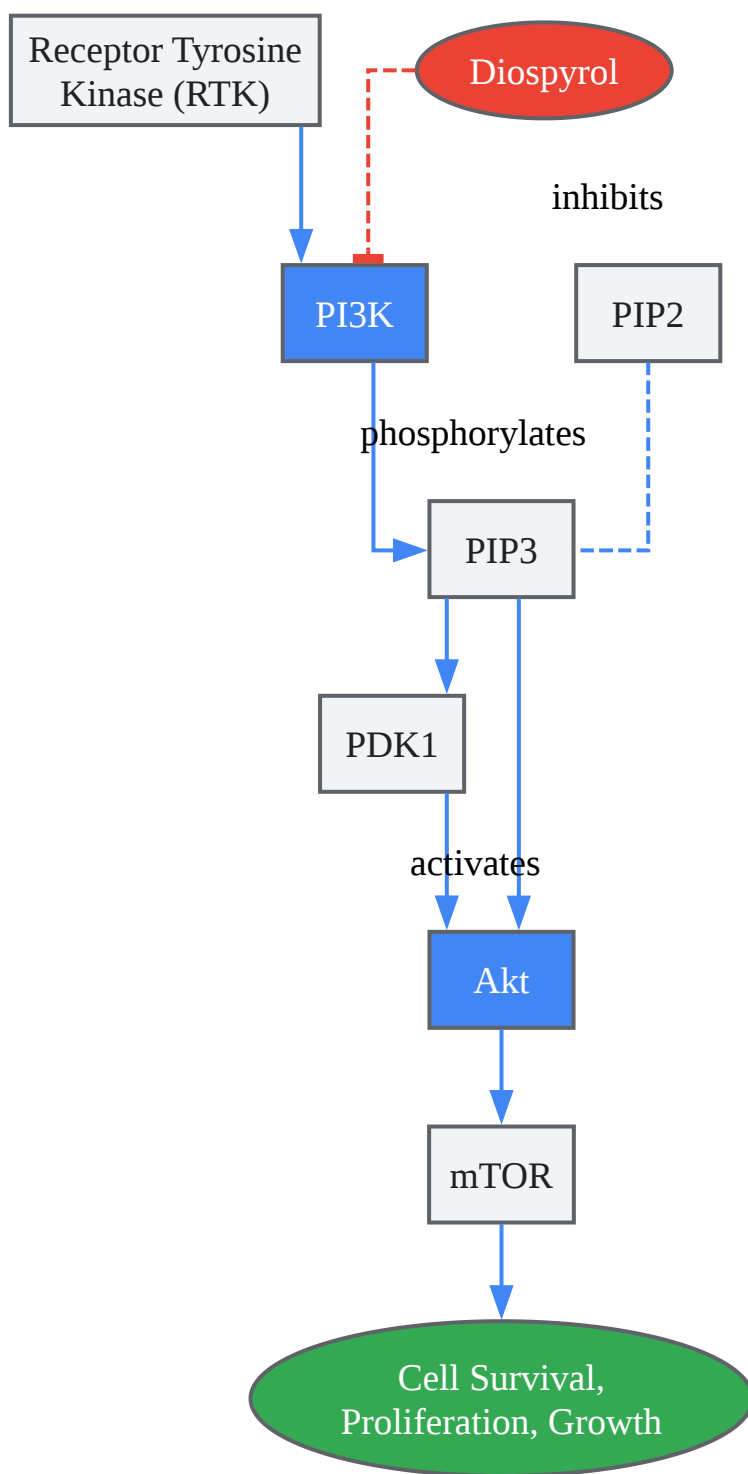 Receptor Tyrosine
Kinase (RTK)
Diospyrol
inhibits
PI3K
PIP2
phosphorylates
PIP3
PDK1
activates
Akt
mTOR
Cell Survival,
Proliferation, Growth